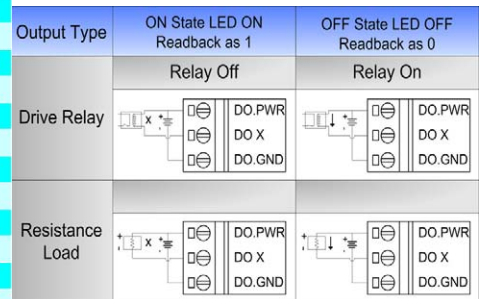 Output Type
ON State LED ON
Readback as 1
OFF State LED OFF
Readback as 0
Relay Off
Relay On
Drive Relay
X
DO.PWR
DO X
DO.GND
DO.PWR
DO X
DO.GND
Resistance
Load
X
DO.PWR
DO X
DO.GND
DO.PWR
DO X
DO.GND